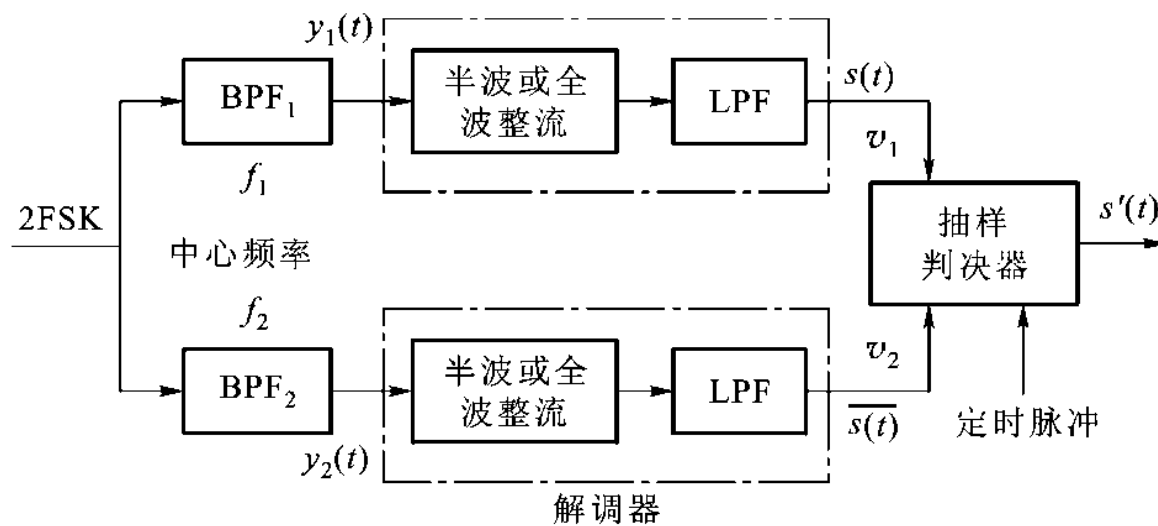 y₁(t)
BPF₁
半波或全
波整流
LPF
s(t)
v₁
f₁
2FSK
中心频率
抽样
判决器
s′(t)
f₂
BPF₂
半波或全
波整流
LPF
v₂
s(t)̅
y₂(t)
定时脉冲
解调器